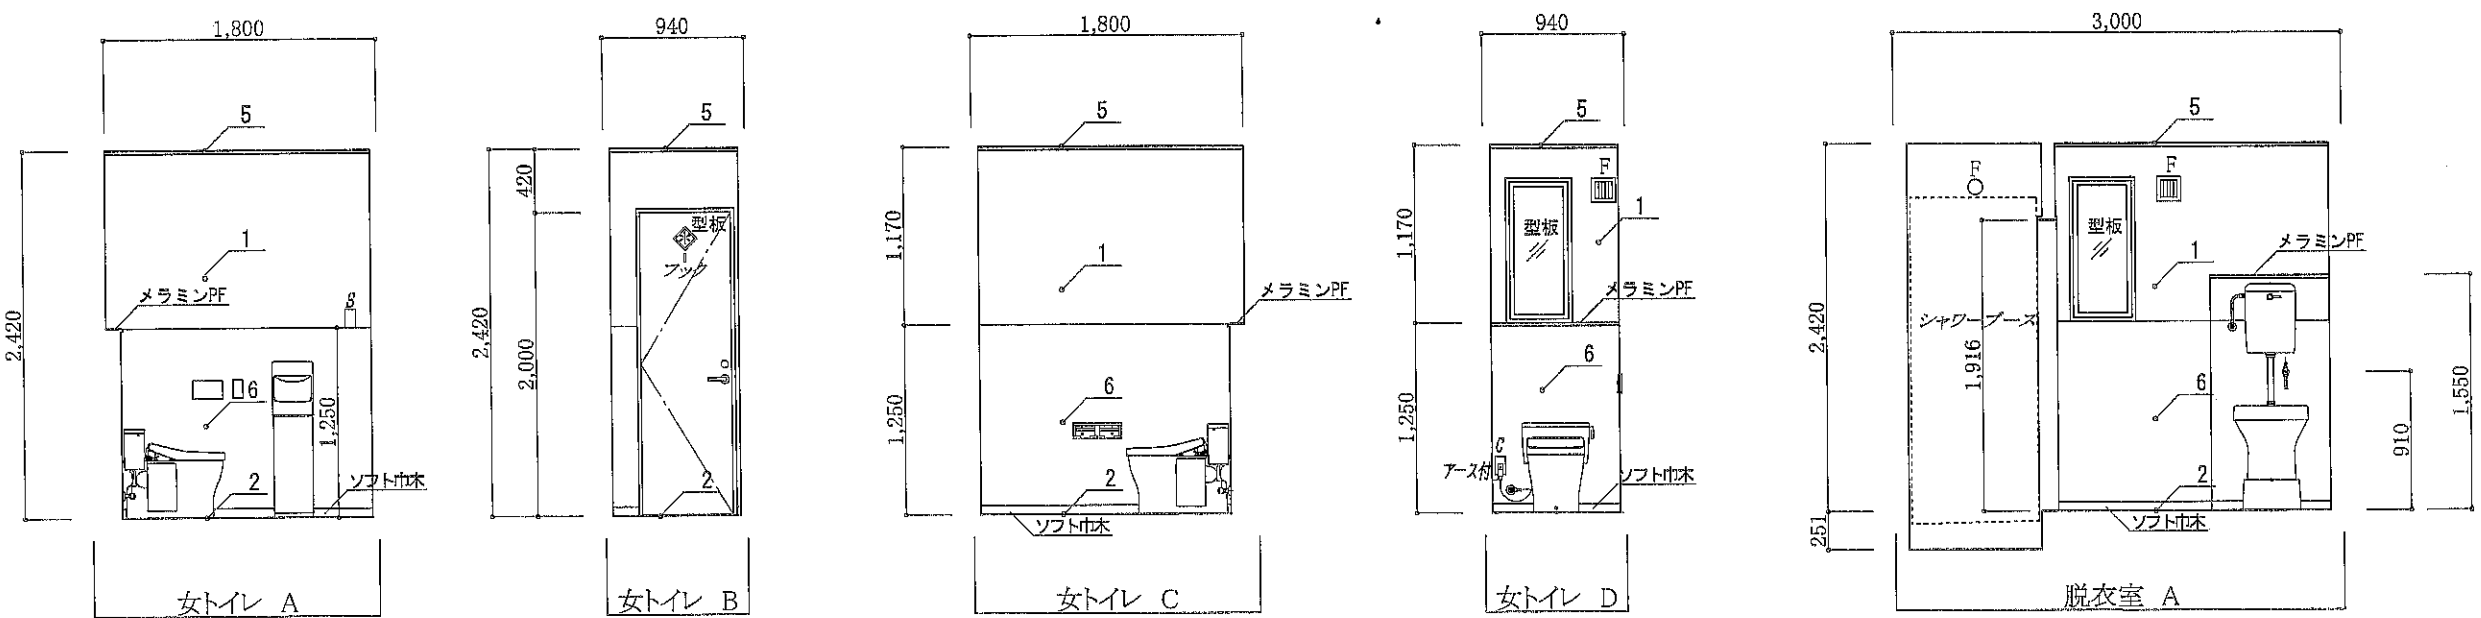 1,800
5
2,420
1
メラミンPF
S
6
1,250
2
ソフト巾木
女トイレ A
940
5
420
2,420
2,000
型板
フック
2
女トイレ B
1,800
5
1,170
1
メラミンPF
1,250
6
2
ソフト巾木
女トイレ C
940
5
F
1,170
型板
1
メラミンPF
6
1,250
C
アース付
ソフト巾木
女トイレ D
3,000
5
F
F
2,420
型板
メラミンPF
1
シャワーブース
1,916
6
1,550
910
2
ソフト巾木
251
脱衣室 A